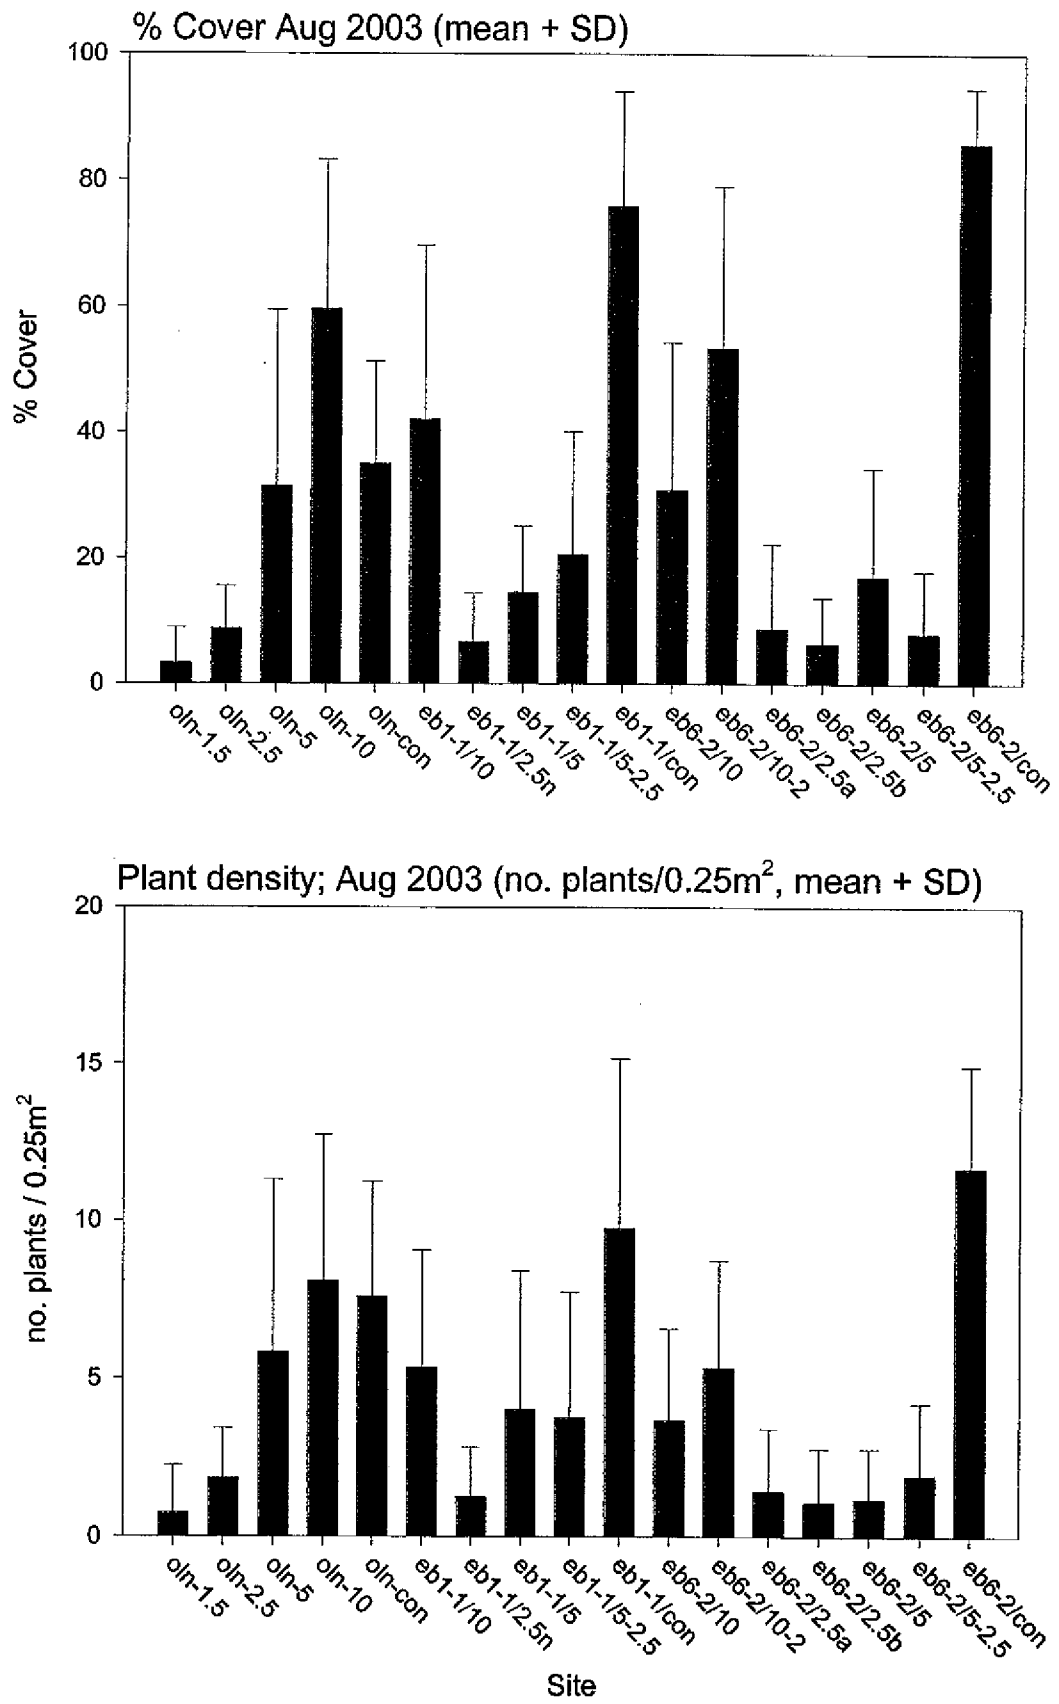 % Cover Aug 2003 (mean + SD)
100
80
60
40
20
0
% Cover
oln-1.5
oln-2.5
oln-5
oln-10
oln-con
eb1-1/10
eb1-1/2.5n
eb1-1/5
eb1-1/5-2.5
eb1-1/con
eb6-2/10
eb6-2/10-2
eb6-2/2.5a
eb6-2/2.5b
eb6-2/5
eb6-2/5-2.5
eb6-2/con
Plant density; Aug 2003 (no. plants/0.25m², mean + SD)
20
15
10
5
0
no. plants / 0.25m²
oln-1.5
oln-2.5
oln-5
oln-10
oln-con
eb1-1/10
eb1-1/2.5n
eb1-1/5
eb1-1/5-2.5
eb1-1/con
eb6-2/10
eb6-2/10-2
eb6-2/2.5a
eb6-2/2.5b
eb6-2/5
eb6-2/5-2.5
eb6-2/con
Site